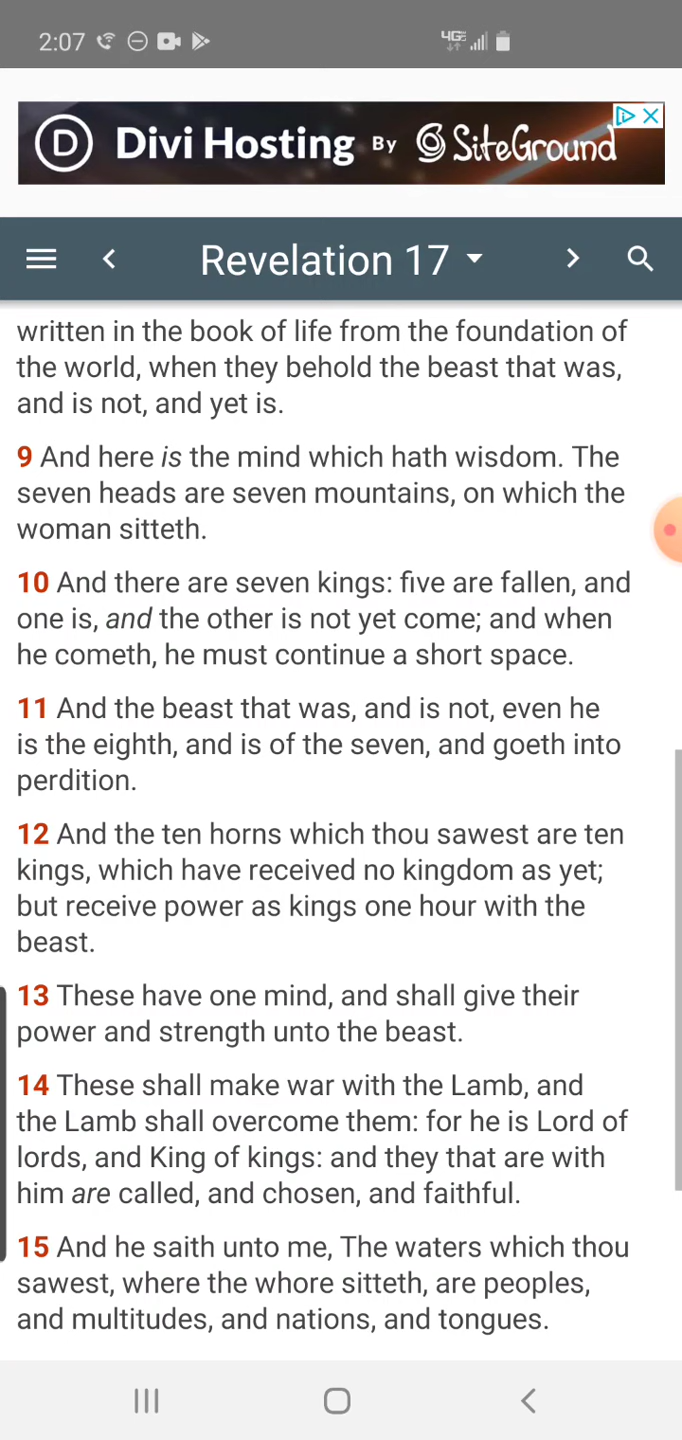 2:07
4GE
D Divi Hosting By SiteGround
Revelation 17
written in the book of life from the foundation of
the world, when they behold the beast that was,
and is not, and yet is.
9 And here is the mind which hath wisdom. The
seven heads are seven mountains, on which the
woman sitteth.
10 And there are seven kings: five are fallen, and
one is, and the other is not yet come; and when
he cometh, he must continue a short space.
11 And the beast that was, and is not, even he
is the eighth, and is of the seven, and goeth into
perdition.
12 And the ten horns which thou sawest are ten
kings, which have received no kingdom as yet;
but receive power as kings one hour with the
beast.
13 These have one mind, and shall give their
power and strength unto the beast.
14 These shall make war with the Lamb, and
the Lamb shall overcome them: for he is Lord of
lords, and King of kings: and they that are with
him are called, and chosen, and faithful.
15 And he saith unto me, The waters which thou
sawest, where the whore sitteth, are peoples,
and multitudes, and nations, and tongues.